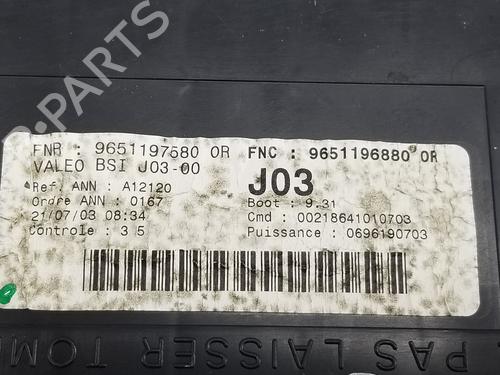 FNR : 9651197580 OR
VALEO BSI J03-00
Ref. ANN : A12120
Ordre ANN : 0167
21/07/03 08:34
Controle : 3 5
FNC : 9651196880 OR
J03
Boot : 9.31
Cmd : 00218641010703
Puissance : 0696190703
PAS LAISSER TOM
B-PARTS